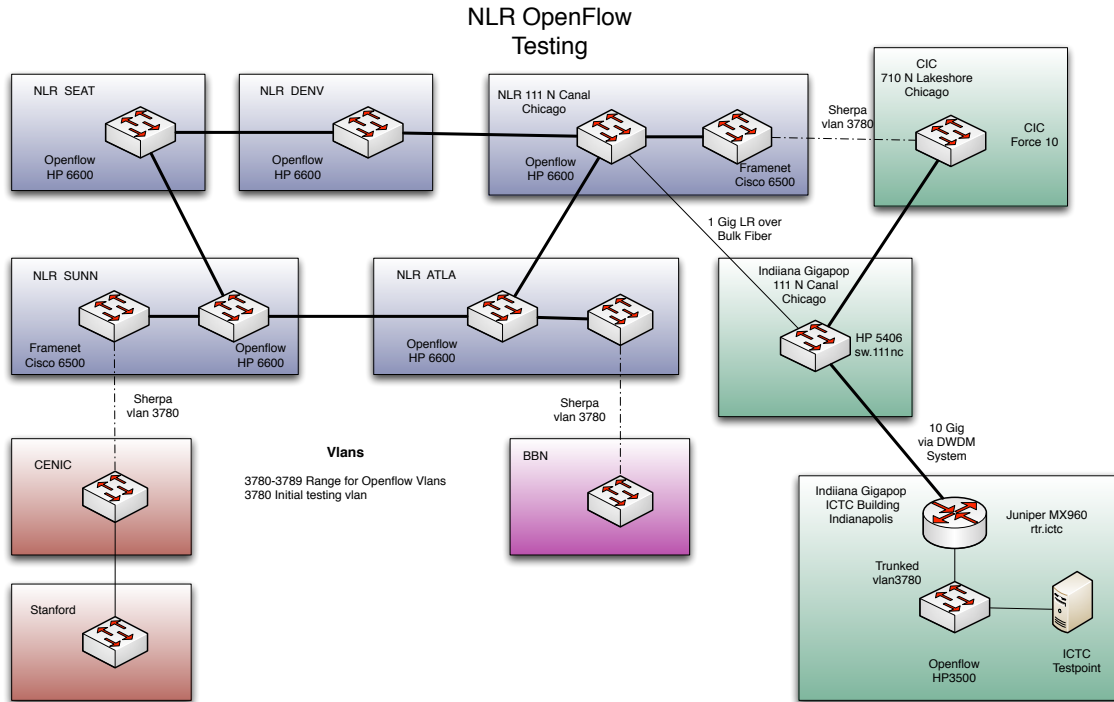 NLR OpenFlow
Testing
NLR SEAT
Openflow
HP 6600
NLR DENV
Openflow
HP 6600
NLR 111 N Canal
Chicago
Openflow
HP 6600
Framenet
Cisco 6500
Sherpa
vlan 3780
CIC
710 N Lakeshore
Chicago
CIC
Force 10
1 Gig LR over
Bulk Fiber
NLR SUNN
Framenet
Cisco 6500
Openflow
HP 6600
NLR ATLA
Openflow
HP 6600
Indiiana Gigapop
111 N Canal
Chicago
HP 5406
sw.111nc
Sherpa
vlan 3780
Sherpa
vlan 3780
10 Gig
via DWDM
System
CENIC
Vlans
3780-3789 Range for Openflow Vlans
3780 Initial testing vlan
BBN
Indiiana Gigapop
ICTC Building
Indianapolis
Juniper MX960
rtr.ictc
Trunked
vlan3780
Stanford
Openflow
HP3500
ICTC
Testpoint